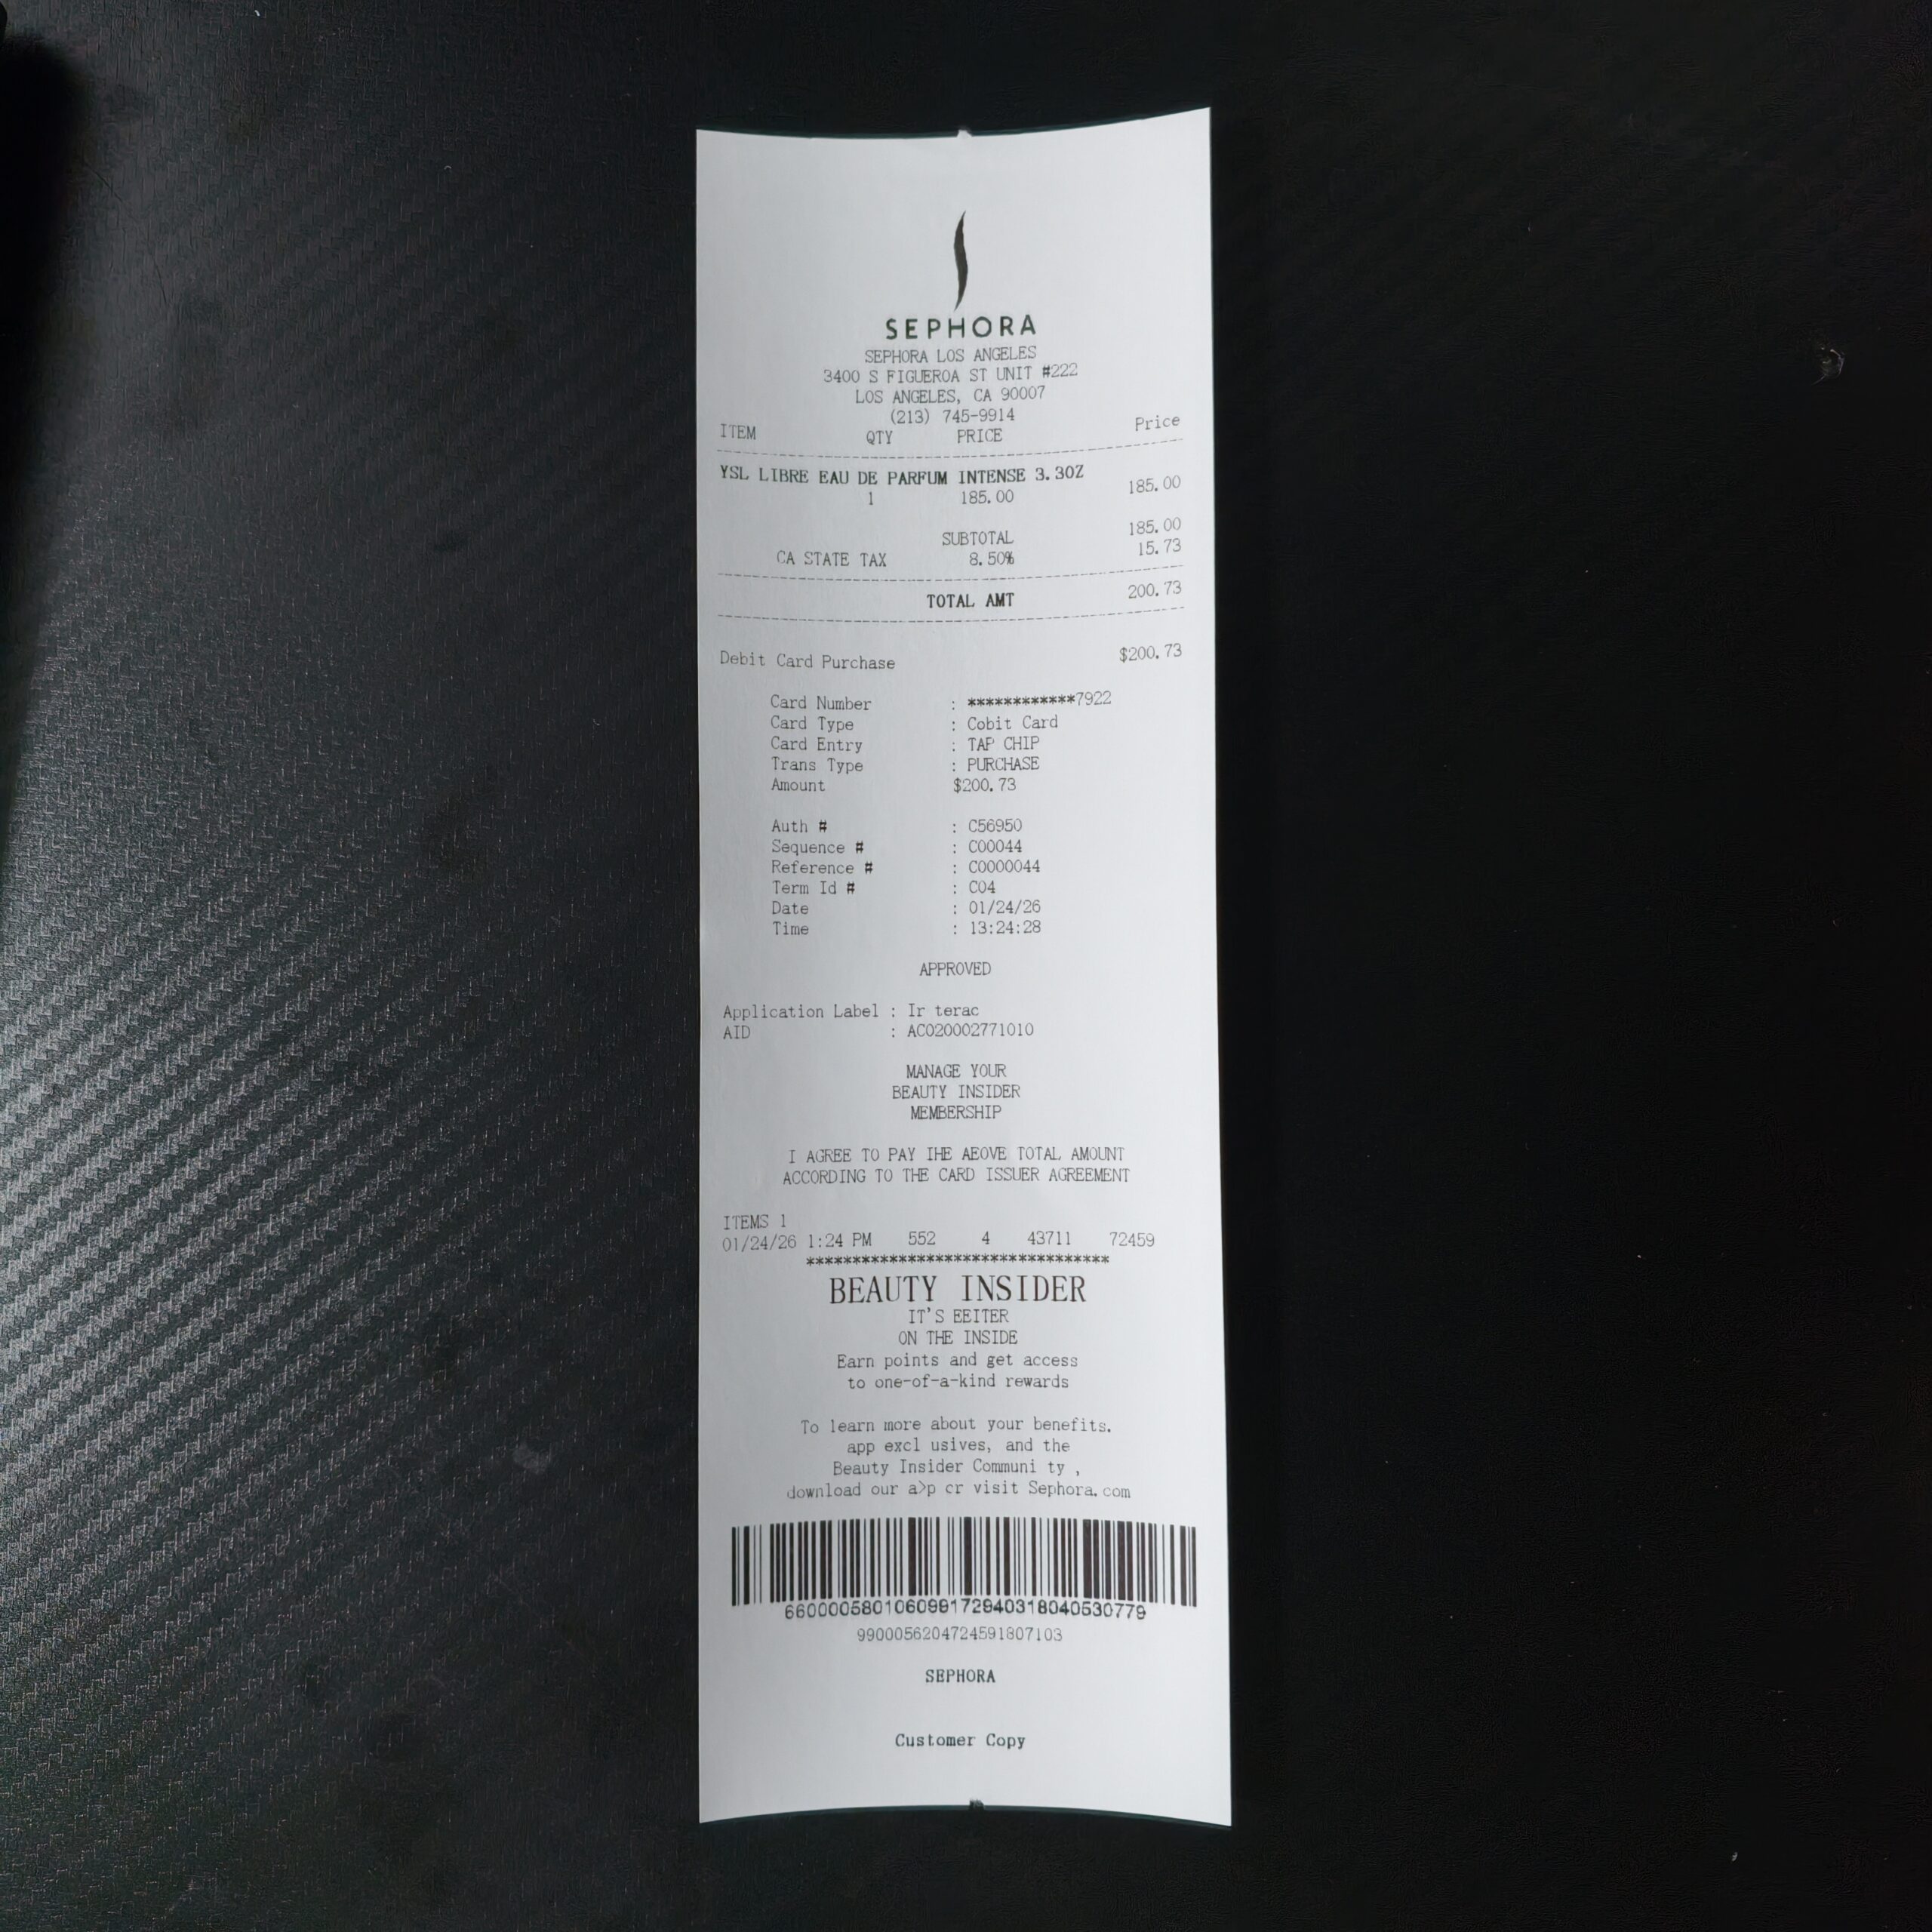 SEPHORA
SEPHORA LOS ANGELES
3400 S FIGUEROA ST UNIT #222
LOS ANGELES, CA 90007
(213) 745-9914
ITEM QTY PRICE Price
YSL LIBRE EAU DE PARFUM INTENSE 3.3OZ
1 185.00 185.00
SUBTOTAL 185.00
CA STATE TAX 8.50% 15.73
TOTAL AMT 200.73
Debit Card Purchase $200.73
Card Number : ************7922
Card Type : Cobit Card
Card Entry : TAP CHIP
Trans Type : PURCHASE
Amount $200.73
Auth # : C56950
Sequence # : C00044
Reference # : C0000044
Term Id # : C04
Date : 01/24/26
Time : 13:24:28
APPROVED
Application Label : Ir terac
AID : AC020002771010
MANAGE YOUR
BEAUTY INSIDER
MEMBERSHIP
I AGREE TO PAY IHE AEOVE TOTAL AMOUNT
ACCORDING TO THE CARD ISSUER AGREEMENT
ITEMS 1
01/24/26 1:24 PM 552 4 43711 72459
*********************************
BEAUTY INSIDER
IT'S EEITER
ON THE INSIDE
Earn points and get access
to one-of-a-kind rewards
To learn more about your benefits.
app excl usives, and the
Beauty Insider Communi ty ,
download our a>p cr visit Sephora.com
660000580106099172940318040530779
9900056204724591807103
SEPHORA
Customer Copy